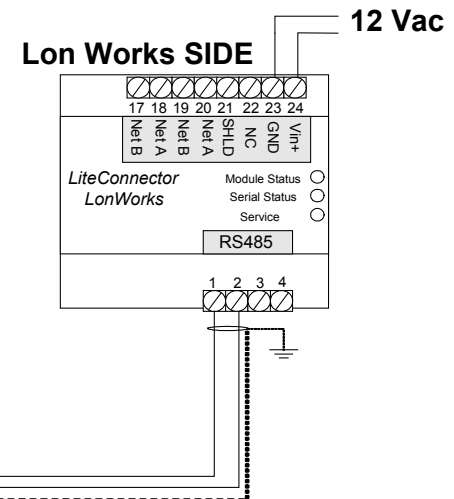 12 Vac
Lon Works SIDE
17 18 19 20 21 22 23 24
Net B Net A Net B Net A SHLD NC GND Vin+
LiteConnector
LonWorks
Module Status
Serial Status
Service
RS485
1 2 3 4